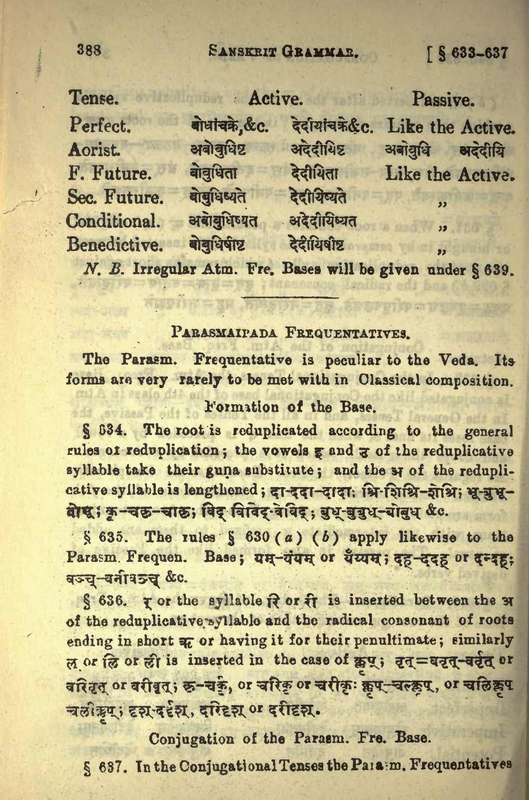 388 SANSKRIT GRAMMAR. [ § 633-637
Tense. Active. Passive.
Perfect. बोधांचक्रे,&c. देदीयांचक्रे&c. Like the Active.
Aorist. अबोबुधिष्ट अदेदीयिष्ट अबोबुधि अदेदीयि
F. Future. बोबुधिता देदीयिता Like the Active.
Sec. Future. बोबुधिष्यते देदीयिष्यते „
Conditional. अबोबुधिष्यत अदेदीयिष्यत „
Benedictive. बोबुधिषीष्ट देदीयिषीष्ट „
N. B. Irregular Atm. Fre. Bases will be given under § 639.
PARASMAIPADA FREQUENTATIVES.
The Parasm. Frequentative is peculiar to the Veda. Its
forms are very rarely to be met with in Classical composition.
Formation of the Base.
§ 634. The root is reduplicated according to the general
rules of reduplication; the vowels इ and उ of the reduplicative
syllable take their guna substitute; and the अ of the redupli-
cative syllable is lengthened; दा-ददा-दादा; श्रि-शिश्रि-शेश्रि; भू-बुभू-
बोभू; कृ-चकृ-चाकृ; विद् विविद्-वेविद्; बुध्-बुबुध्-बोबुध् &c.
§ 635. The rules § 630 (a) (b) apply likewise to the
Parasm. Frequen. Base; यम्-यंयम् or यँय्यम्; दह्-ददह् or दन्दह्;
वञ्च्-वनीवञ्च् &c.
§ 636. र् or the syllable रि or री is inserted between the अ
of the reduplicative syllable and the radical consonant of roots
ending in short ऋ or having it for their penultimate; similarly
ल् or लि or ली is inserted in the case of कॢप्; वृत्=ववृत्-वर्वृत् or
वरिवृत् or वरीवृत्; कृ-चर्कृ, or चरिकृ or चरीकृ; कॢप्-चल्कॢप्, or चलिकॢप्
चलीकॢप्; दृश्-दर्दृश्, दरिदृश् or दरीदृश्.
Conjugation of the Parasm. Fre. Base.
§ 637. In the Conjugational Tenses the Parasm. Frequentatives